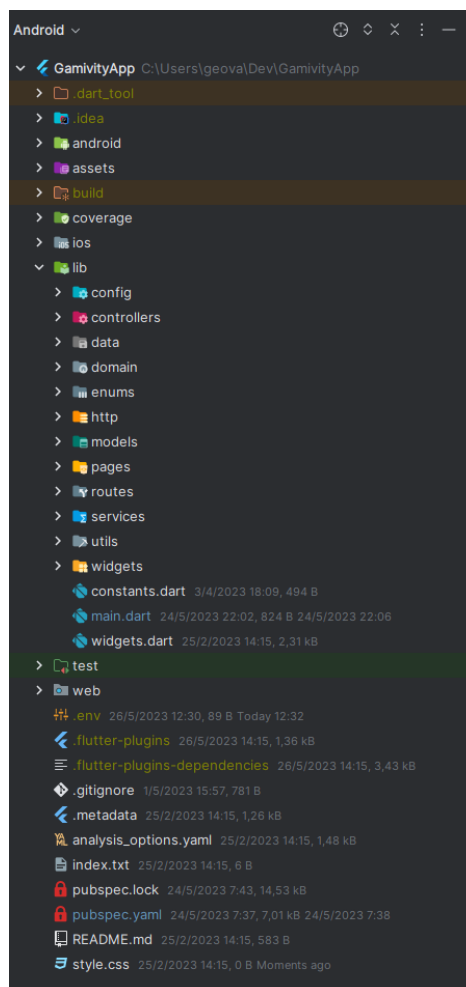 Android
GamivityApp C:\Users\geova\Dev\GamivityApp
.dart_tool
.idea
android
assets
build
coverage
iOS ios
lib
config
controllers
data
domain
enums
http
models
pages
routes
services
utils
widgets
constants.dart 3/4/2023 18:09, 494 B
main.dart 24/5/2023 22:02, 824 B 24/5/2023 22:06
widgets.dart 25/2/2023 14:15, 2,31 kB
test
web
.env 26/5/2023 12:30, 89 B Today 12:32
.flutter-plugins 26/5/2023 14:15, 1,36 kB
.flutter-plugins-dependencies 26/5/2023 14:15, 3,43 kB
.gitignore 1/5/2023 15:57, 781 B
.metadata 25/2/2023 14:15, 1,26 kB
analysis_options.yaml 25/2/2023 14:15, 1,48 kB
index.txt 25/2/2023 14:15, 6 B
pubspec.lock 24/5/2023 7:43, 14,53 kB
pubspec.yaml 24/5/2023 7:37, 7,01 kB 24/5/2023 7:38
README.md 25/2/2023 14:15, 583 B
style.css 25/2/2023 14:15, 0 B Moments ago